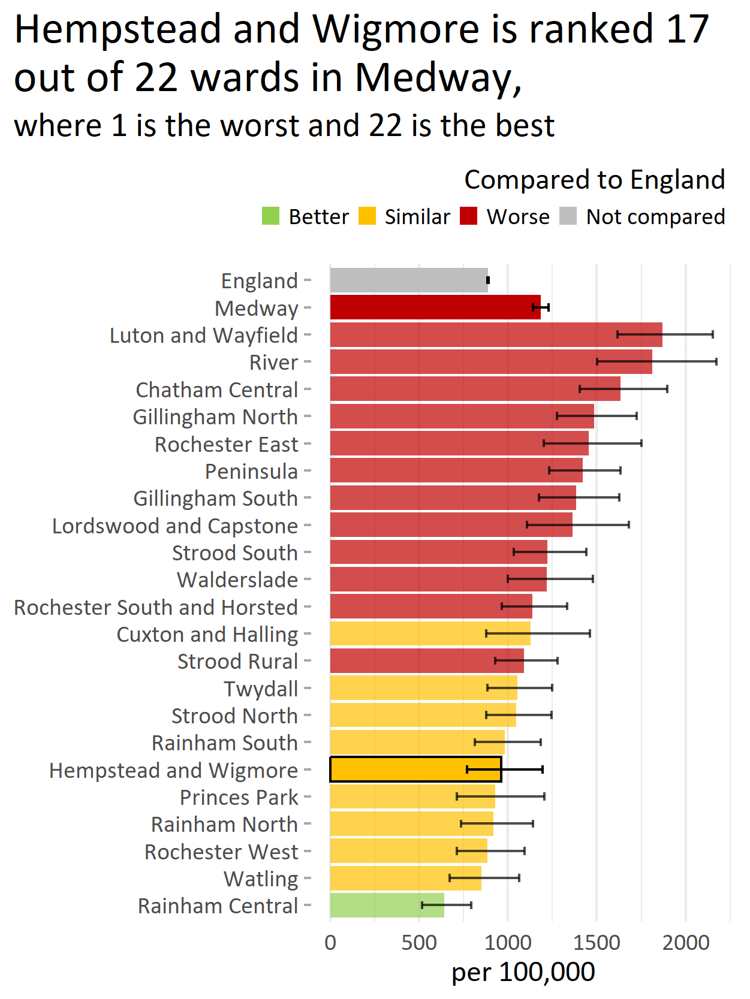 Hempstead and Wigmore is ranked 17
out of 22 wards in Medway,
where 1 is the worst and 22 is the best
Compared to England
Better Similar Worse Not compared
England
Medway
Luton and Wayfield
River
Chatham Central
Gillingham North
Rochester East
Peninsula
Gillingham South
Lordswood and Capstone
Strood South
Walderslade
Rochester South and Horsted
Cuxton and Halling
Strood Rural
Twydall
Strood North
Rainham South
Hempstead and Wigmore
Princes Park
Rainham North
Rochester West
Watling
Rainham Central
0 500 1000 1500 2000
per 100,000